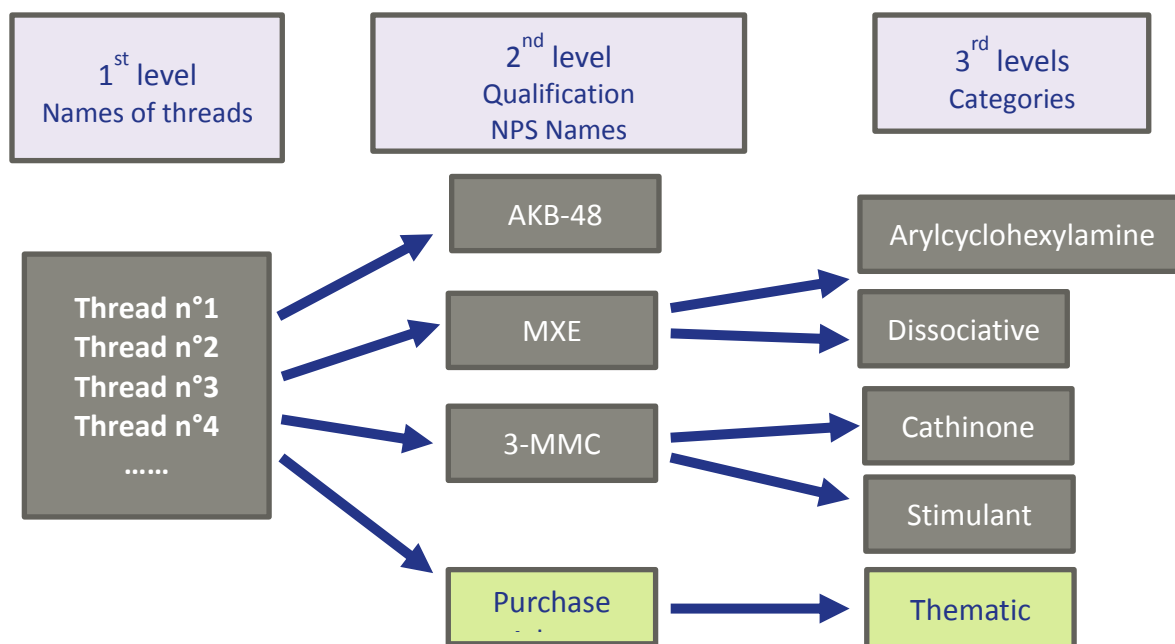 1st level
Names of threads
2nd level
Qualification
NPS Names
3rd levels
Categories
AKB-48
Arylcyclohexylamine
Thread n°1
Thread n°2
Thread n°3
Thread n°4
......
MXE
Dissociative
3-MMC
Cathinone
Stimulant
Purchase
Thematic